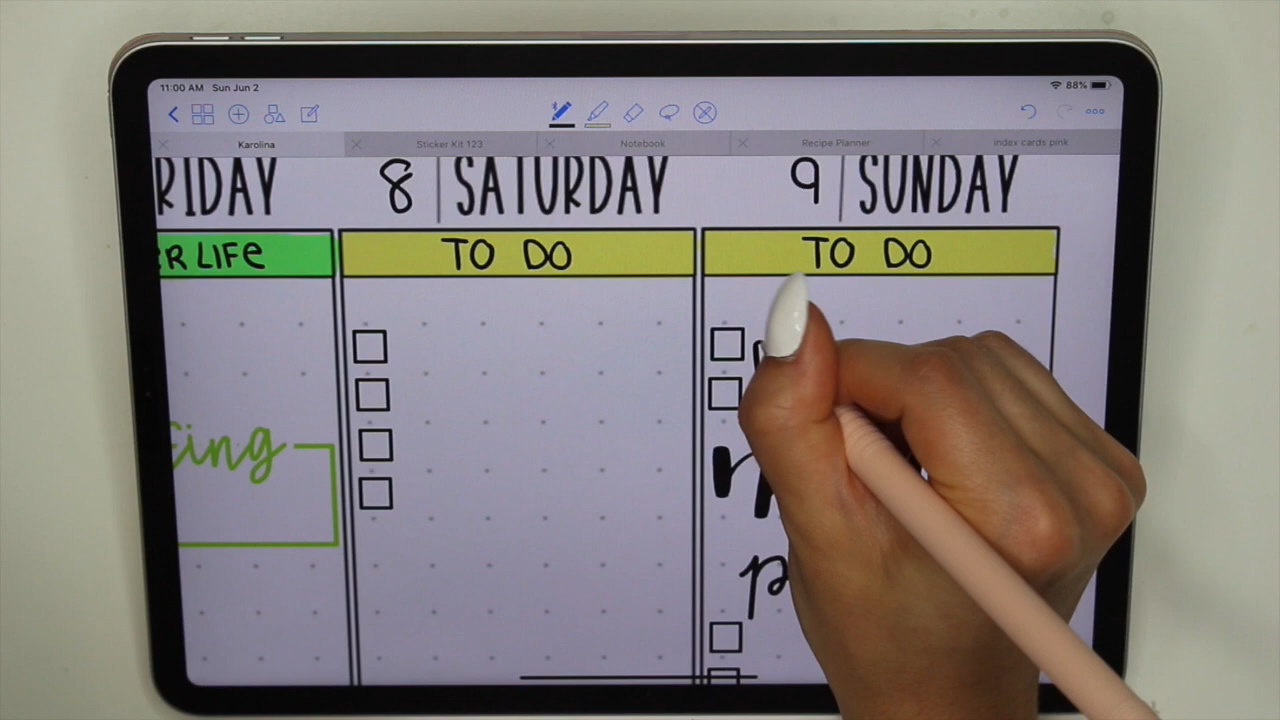 11:00 AM Sun Jun 2
88%
Karolina
Sticker Kit 123
Notebook
Recipe Planner
index cards pink
RIDAY
8 SATURDAY
9 SUNDAY
ER LIFE
TO DO
TO DO